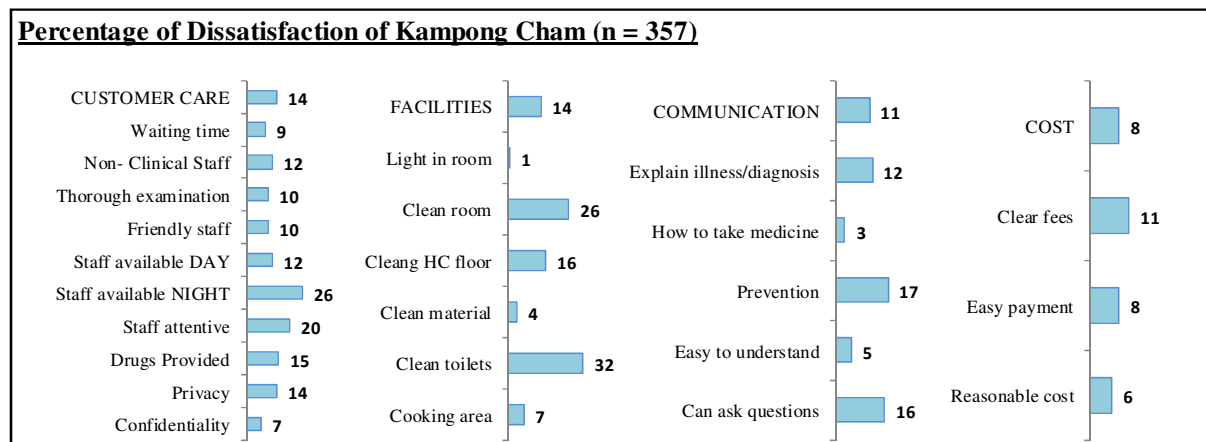 Percentage of Dissatisfaction of Kampong Cham (n = 357)
CUSTOMER CARE 14
Waiting time 9
Non- Clinical Staff 12
Thorough examination 10
Friendly staff 10
Staff available DAY 12
Staff available NIGHT 26
Staff attentive 20
Drugs Provided 15
Privacy 14
Confidentiality 7
FACILITIES 14
Light in room 1
Clean room 26
Cleang HC floor 16
Clean material 4
Clean toilets 32
Cooking area 7
COMMUNICATION 11
Explain illness/diagnosis 12
How to take medicine 3
Prevention 17
Easy to understand 5
Can ask questions 16
COST 8
Clear fees 11
Easy payment 8
Reasonable cost 6